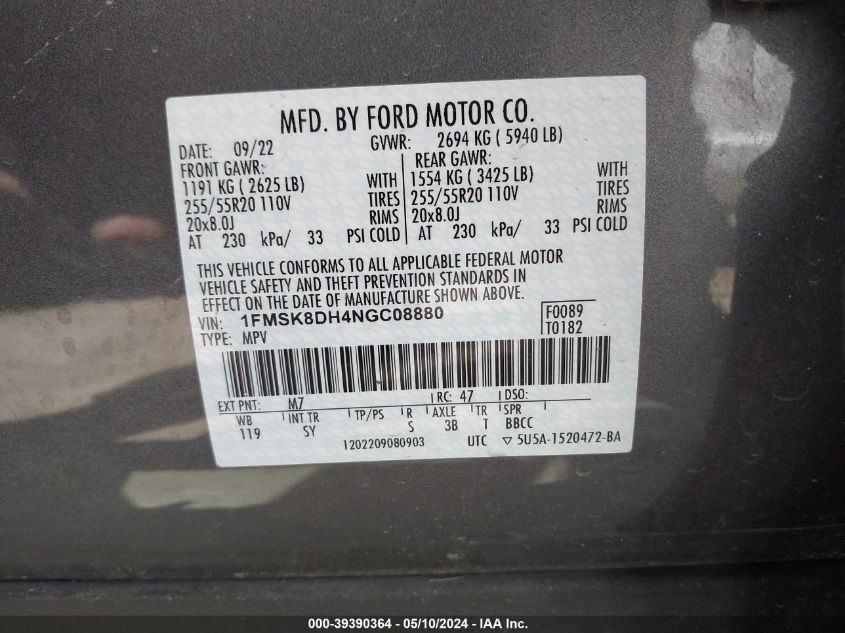 MFD. BY FORD MOTOR CO.
DATE: 09/22 GVWR: 2694 KG ( 5940 LB)
FRONT GAWR: REAR GAWR:
1191 KG ( 2625 LB) WITH 1554 KG ( 3425 LB) WITH
255/55R20 110V TIRES 255/55R20 110V TIRES
20x8.0J RIMS 20x8.0J RIMS
AT 230 kPa/ 33 PSI COLD AT 230 kPa/ 33 PSI COLD
THIS VEHICLE CONFORMS TO ALL APPLICABLE FEDERAL MOTOR
VEHICLE SAFETY AND THEFT PREVENTION STANDARDS IN
EFFECT ON THE DATE OF MANUFACTURE SHOWN ABOVE.
VIN: 1FMSK8DH4NGC08880 F0089
TYPE: MPV T0182
EXT PNT: M7 RC: 47 DSO:
WB INT TR TP/PS R AXLE TR SPR
119 SY S 3B T BBCC
1202209080903 UTC ▽ 5U5A-1520472-BA
000-39390364 - 05/10/2024 - IAA Inc.